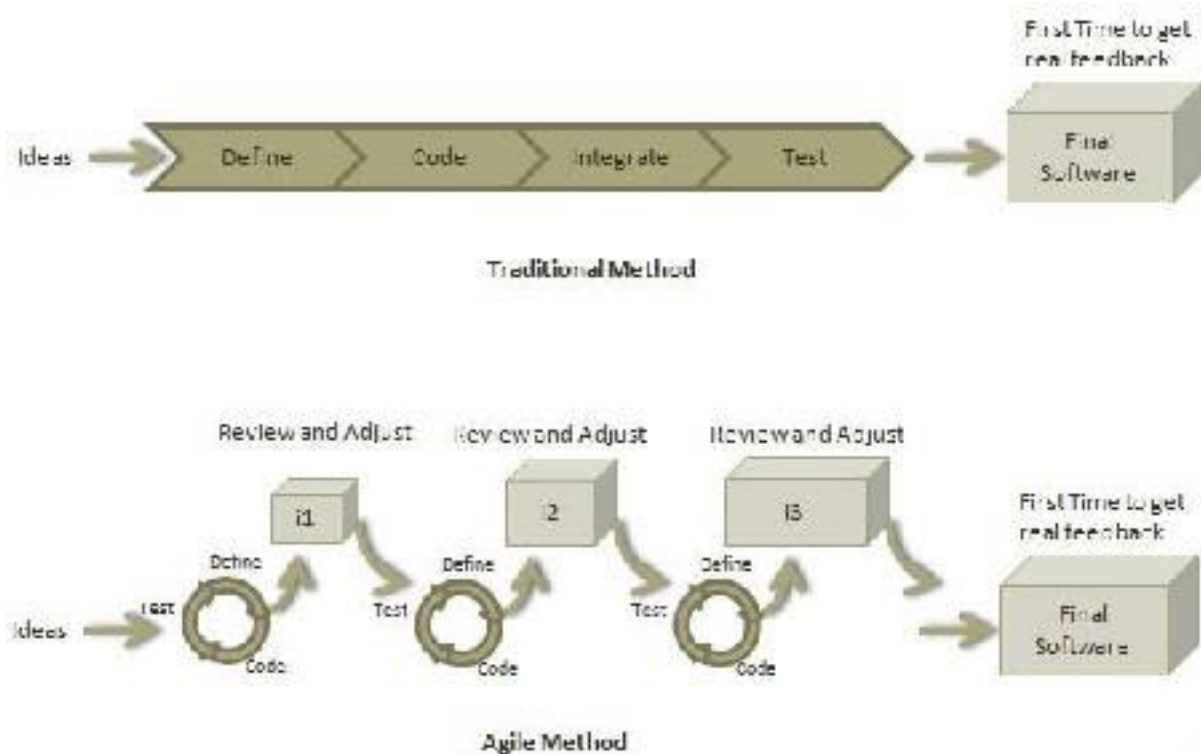 First Time to get
real feedback
Ideas
Define
Code
Integrate
Test
Final
Software
Traditional Method
Review and Adjust
Review and Adjust
Review and Adjust
i1
i2
i3
First Time to get
real feedback
Define
Define
Define
Test
Test
Test
Ideas
Final
Software
Code
Code
Code
Agile Method